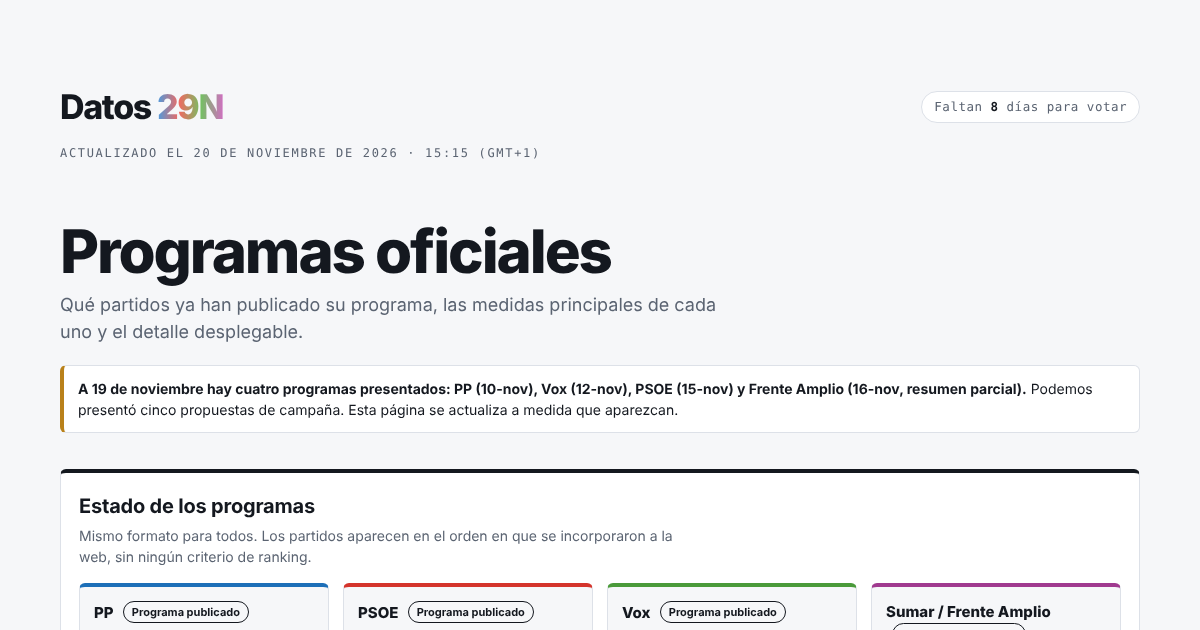 Datos 29N
Faltan 8 días para votar
ACTUALIZADO EL 20 DE NOVIEMBRE DE 2026 · 15:15 (GMT+1)
Programas oficiales
Qué partidos ya han publicado su programa, las medidas principales de cada
uno y el detalle desplegable.
A 19 de noviembre hay cuatro programas presentados: PP (10-nov), Vox (12-nov), PSOE (15-nov) y Frente Amplio (16-nov, resumen parcial). Podemos
presentó cinco propuestas de campaña. Esta página se actualiza a medida que aparezcan.
Estado de los programas
Mismo formato para todos. Los partidos aparecen en el orden en que se incorporaron a la
web, sin ningún criterio de ranking.
PP Programa publicado
PSOE Programa publicado
Vox Programa publicado
Sumar / Frente Amplio